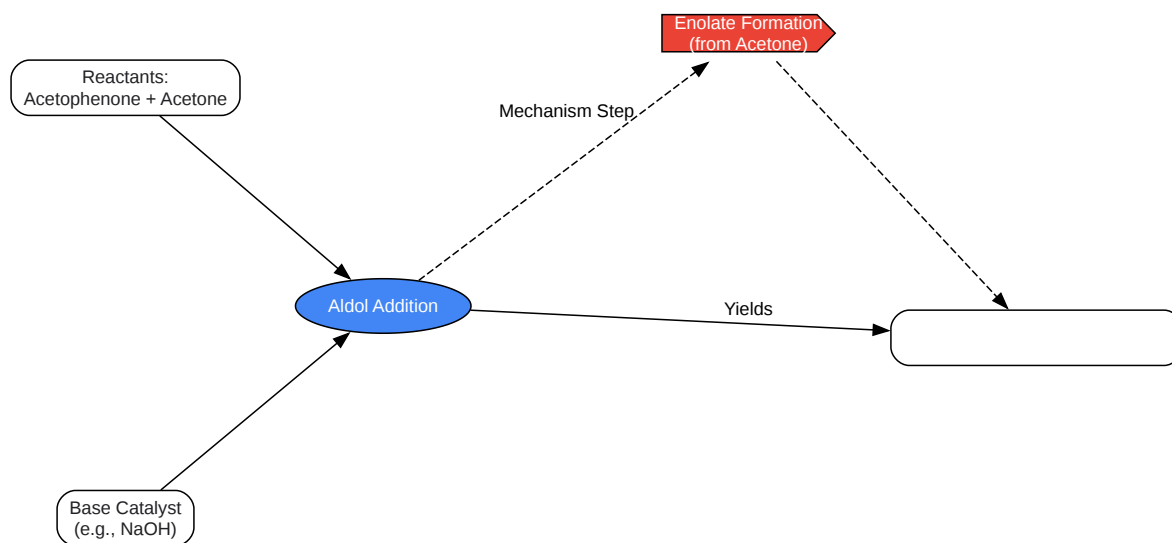 Enolate Formation
(from Acetone)
Reactants:
Acetophenone + Acetone
Mechanism Step
Aldol Addition
Yields
Base Catalyst
(e.g., NaOH)